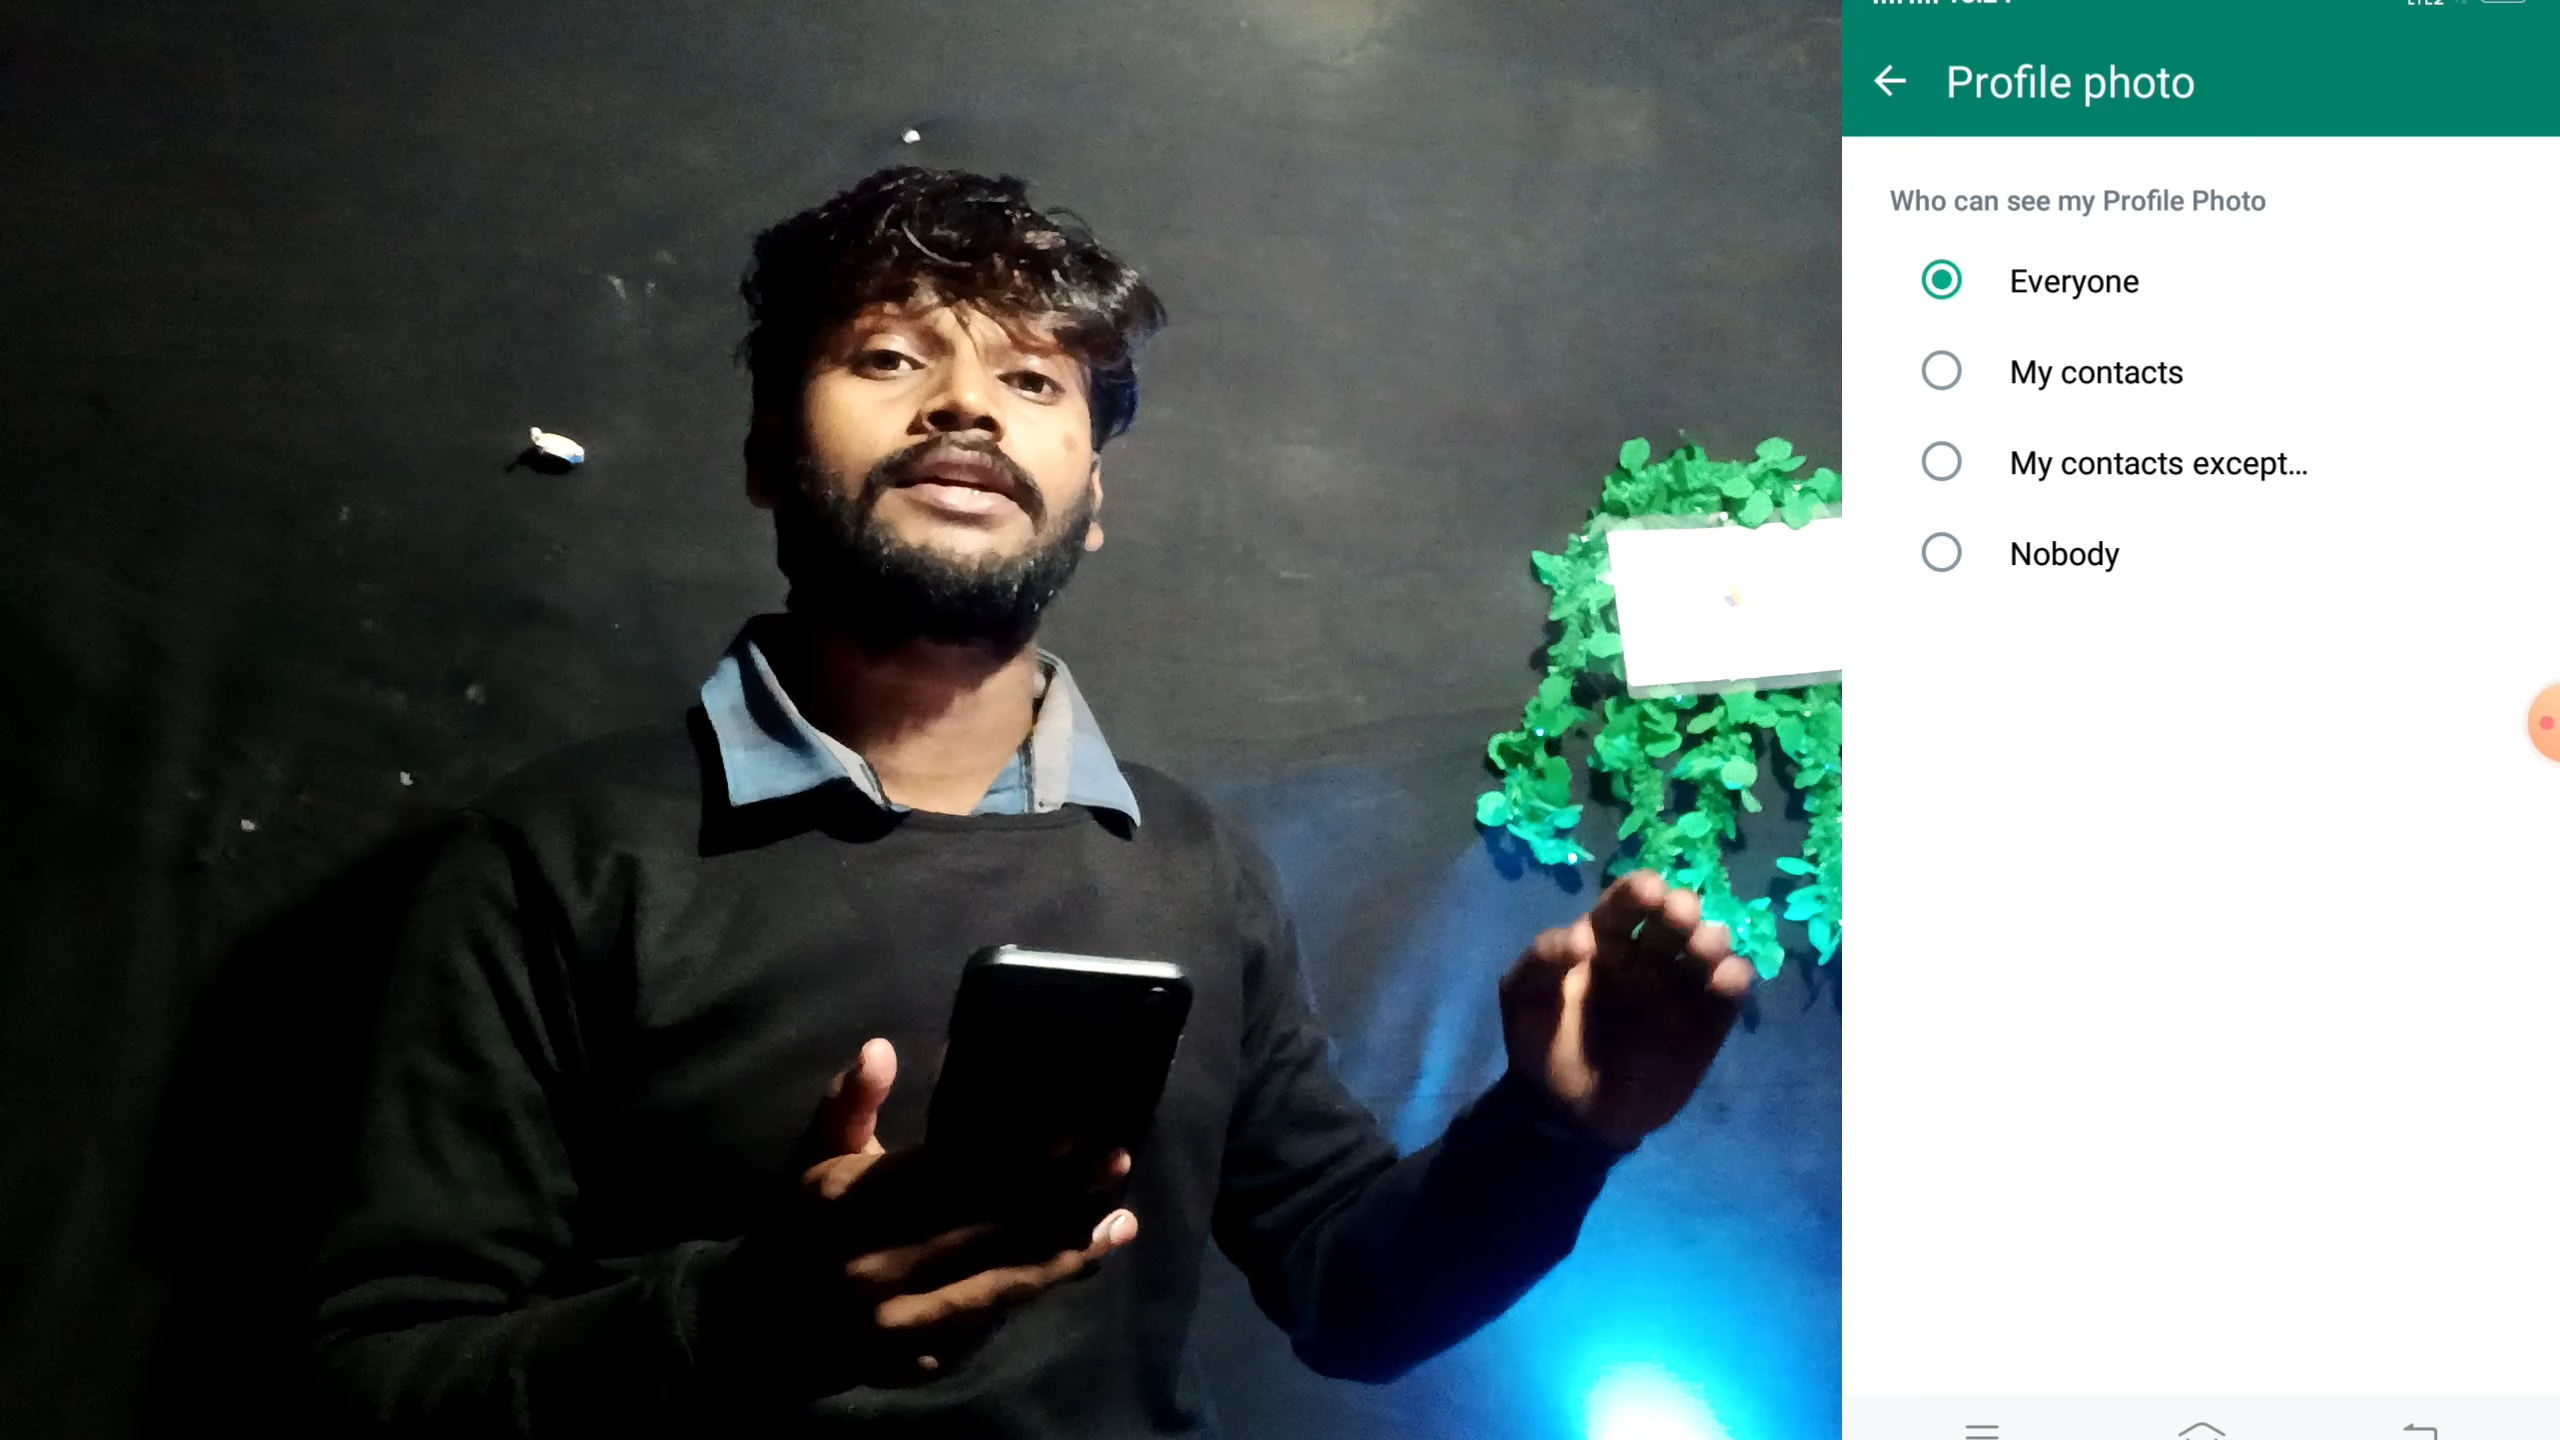 Profile photo
Who can see my Profile Photo
Everyone
My contacts
My contacts except...
Nobody